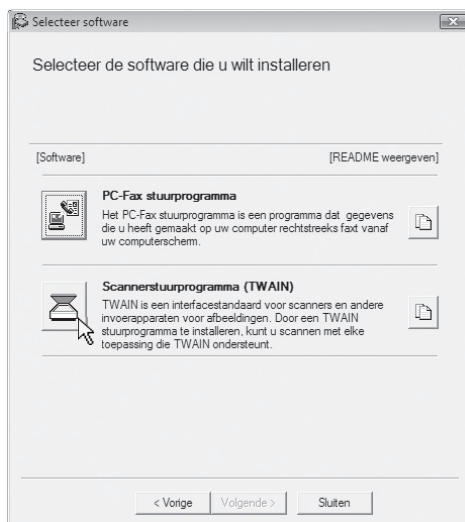 Selecteer software
Selecteer de software die u wilt installeren
[Software]
[README weergeven]
PC-Fax stuurprogramma
Het PC-Fax stuurprogramma is een programma dat gegevens
die u heeft gemaakt op uw computer rechtstreeks faxt vanaf
uw computerscherm.
Scannerstuurprogramma (TWAIN)
TWAIN is een interfacestandaard voor scanners en andere
invoerapparaten voor afbeeldingen. Door een TWAIN
stuurprogramma te installeren, kunt u scannen met elke
toepassing die TWAIN ondersteunt.
< Vorige
Volgende >
Sluiten